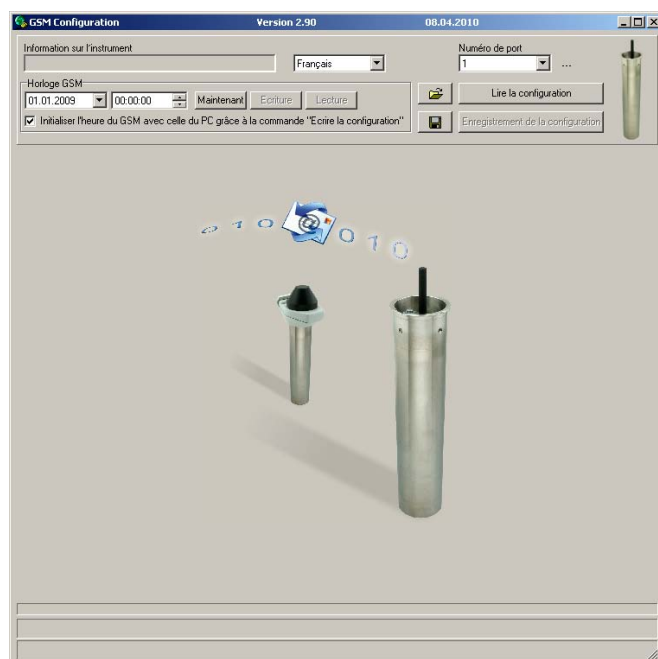 GSM Configuration Version 2.90 08.04.2010
Information sur l'instrument
Français
Numéro de port
1 ...
Horloge GSM
01.01.2009 00:00:00 Maintenant Ecriture Lecture
Lire la configuration
Initialiser l'heure du GSM avec celle du PC grâce à la commande "Ecrire la configuration"
Enregistrement de la configuration
0 1 0 @ 0 1 0